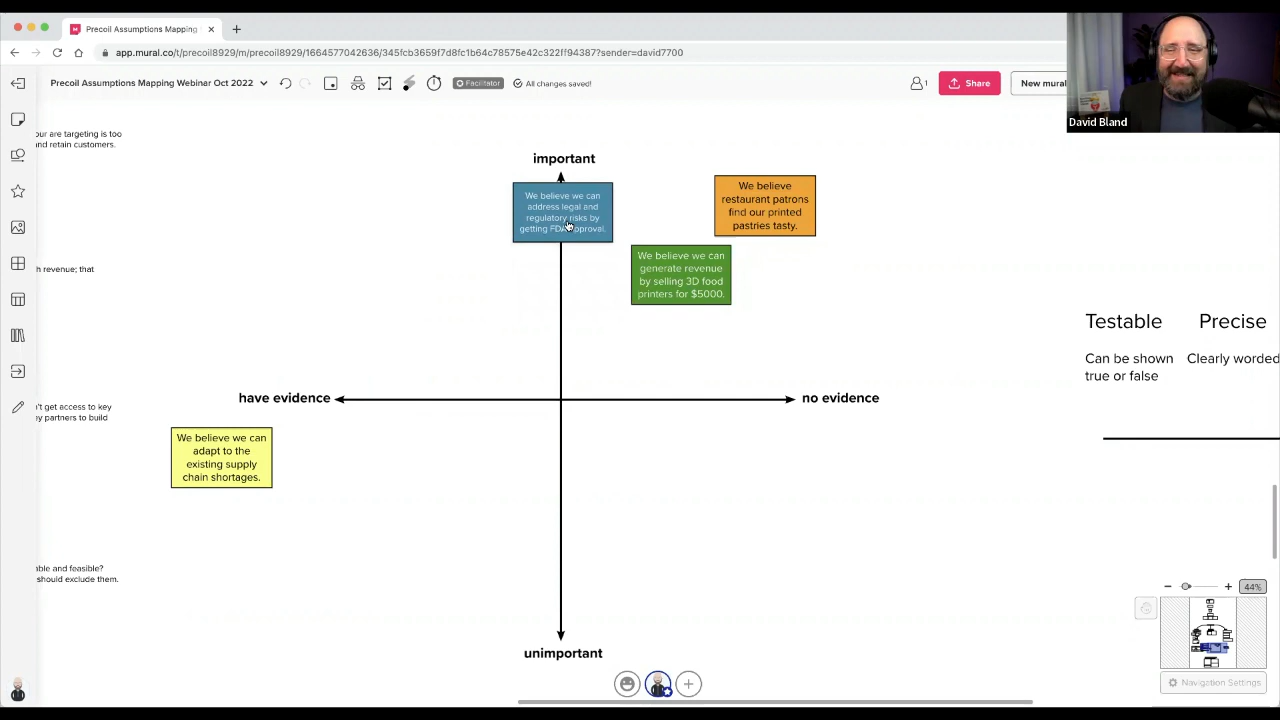 Precoil Assumptions Mapping
app.mural.co/t/precoil8929/m/precoil8929/1664577042636/345fcb3659f7d8fc1b64c78575e42c322ff94387?sender=david7700
Precoil Assumptions Mapping Webinar Oct 2022
Facilitator
All changes saved!
1
Share
New mural
David Bland
our are targeting is too
nd retain customers.
h revenue; that
't get access to key
ey partners to build
able and feasible?
should exclude them.
important
We believe we can
address legal and
regulatory risks by
getting FDA approval.
We believe
restaurant patrons
find our printed
pastries tasty.
We believe we can
generate revenue
by selling 3D food
printers for $5000.
have evidence
no evidence
We believe we can
adapt to the
existing supply
chain shortages.
unimportant
Testable
Precise
Can be shown
true or false
Clearly worded
44%
Navigation Settings